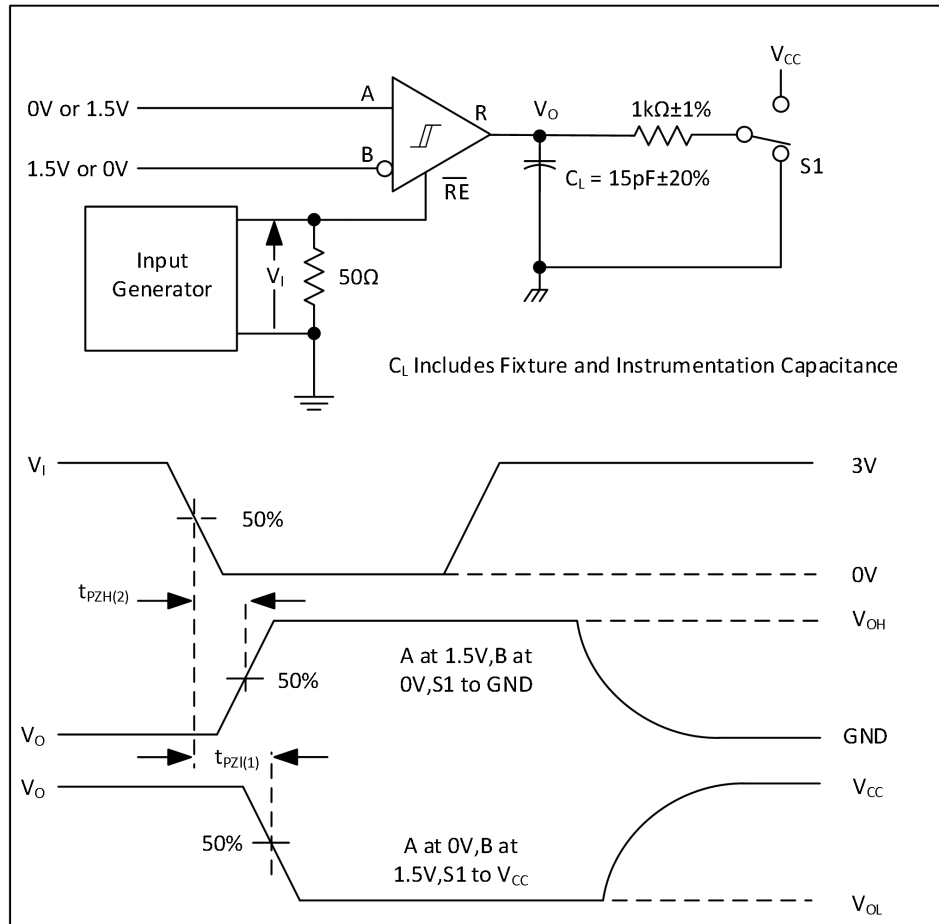 V_CC
0V or 1.5V
A
R
V_O
1kΩ±1%
1.5V or 0V
B
RE
C_L = 15pF±20%
S1
Input
Generator
V_I
50Ω
C_L Includes Fixture and Instrumentation Capacitance
V_I
3V
50%
0V
t_PZH(2)
V_OH
A at 1.5V,B at
0V,S1 to GND
50%
V_O
GND
t_PZI(1)
V_O
V_CC
50%
A at 0V,B at
1.5V,S1 to V_CC
V_OL